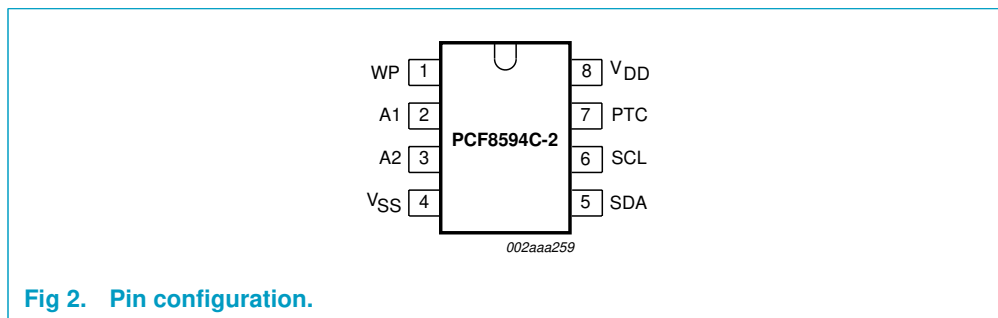 WP 1 8 VDD
A1 2 7 PTC
PCF8594C-2
A2 3 6 SCL
VSS 4 5 SDA
002aaa259
Fig 2. Pin configuration.